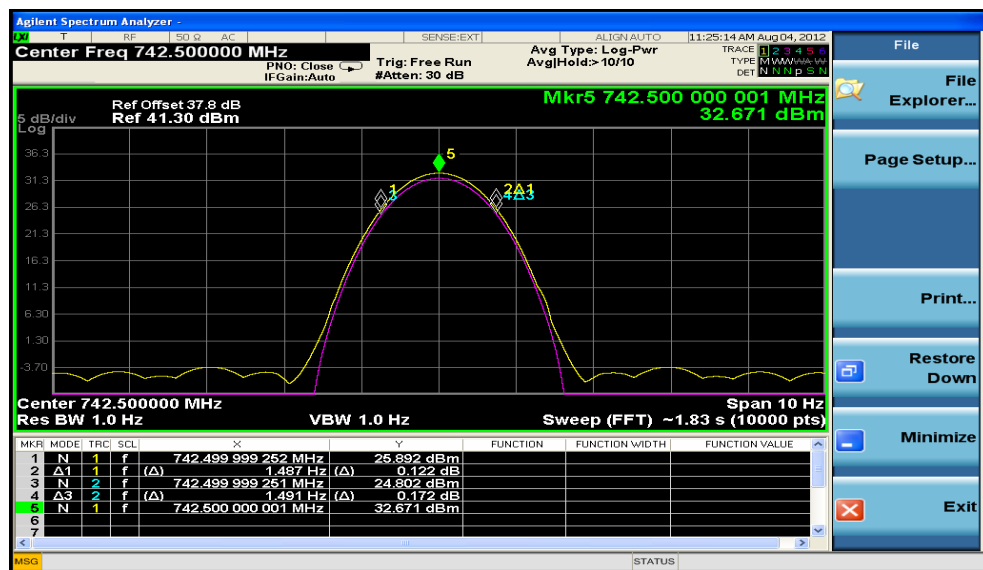 Agilent Spectrum Analyzer -
LXI T RF 50 Ω AC SENSE:EXT ALIGN AUTO 11:25:14 AM Aug 04, 2012
Center Freq 742.500000 MHz
PNO: Close
IFGain:Auto
Trig: Free Run
#Atten: 30 dB
Avg Type: Log-Pwr
Avg|Hold:>10/10
TRACE 1 2 3 4 5 6
TYPE M WWWWW
DET N N N p S N
Mkr5 742.500 000 001 MHz
32.671 dBm
Ref Offset 37.8 dB
5 dB/div Ref 41.30 dBm
Log
36.3
31.3
26.3
21.3
16.3
11.3
6.30
1.30
-3.70
5
1
3
2Δ1
4Δ3
Center 742.500000 MHz Span 10 Hz
Res BW 1.0 Hz VBW 1.0 Hz Sweep (FFT) ~1.83 s (10000 pts)
MKR MODE TRC SCL X Y FUNCTION FUNCTION WIDTH FUNCTION VALUE
1 N 1 f 742.499 999 252 MHz 25.892 dBm
2 Δ1 1 f (Δ) 1.487 Hz (Δ) 0.122 dB
3 N 2 f 742.499 999 251 MHz 24.802 dBm
4 Δ3 2 f (Δ) 1.491 Hz (Δ) 0.172 dB
5 N 1 f 742.500 000 001 MHz 32.671 dBm
6
7
MSG STATUS
File
File
Explorer...
Page Setup...
Print...
Restore
Down
Minimize
Exit